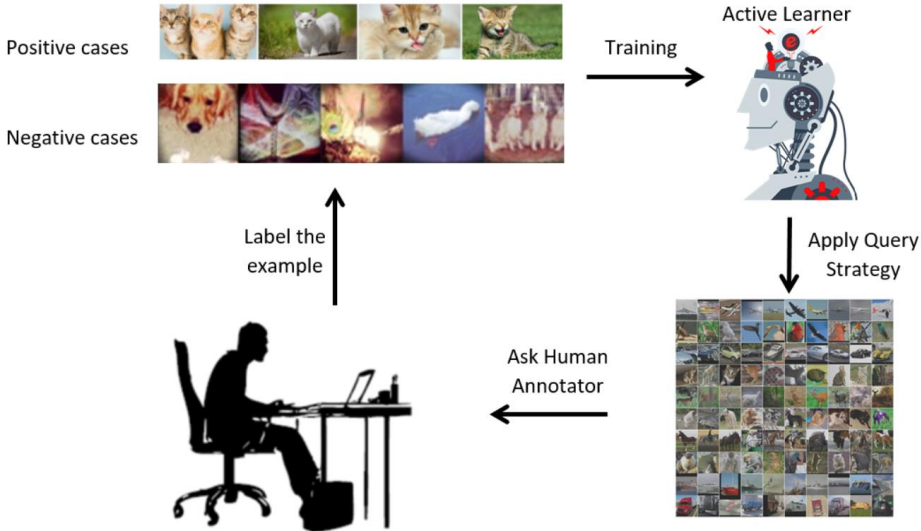 Positive cases
Negative cases
Training
Active Learner
e
Label the
example
Apply Query
Strategy
Ask Human
Annotator